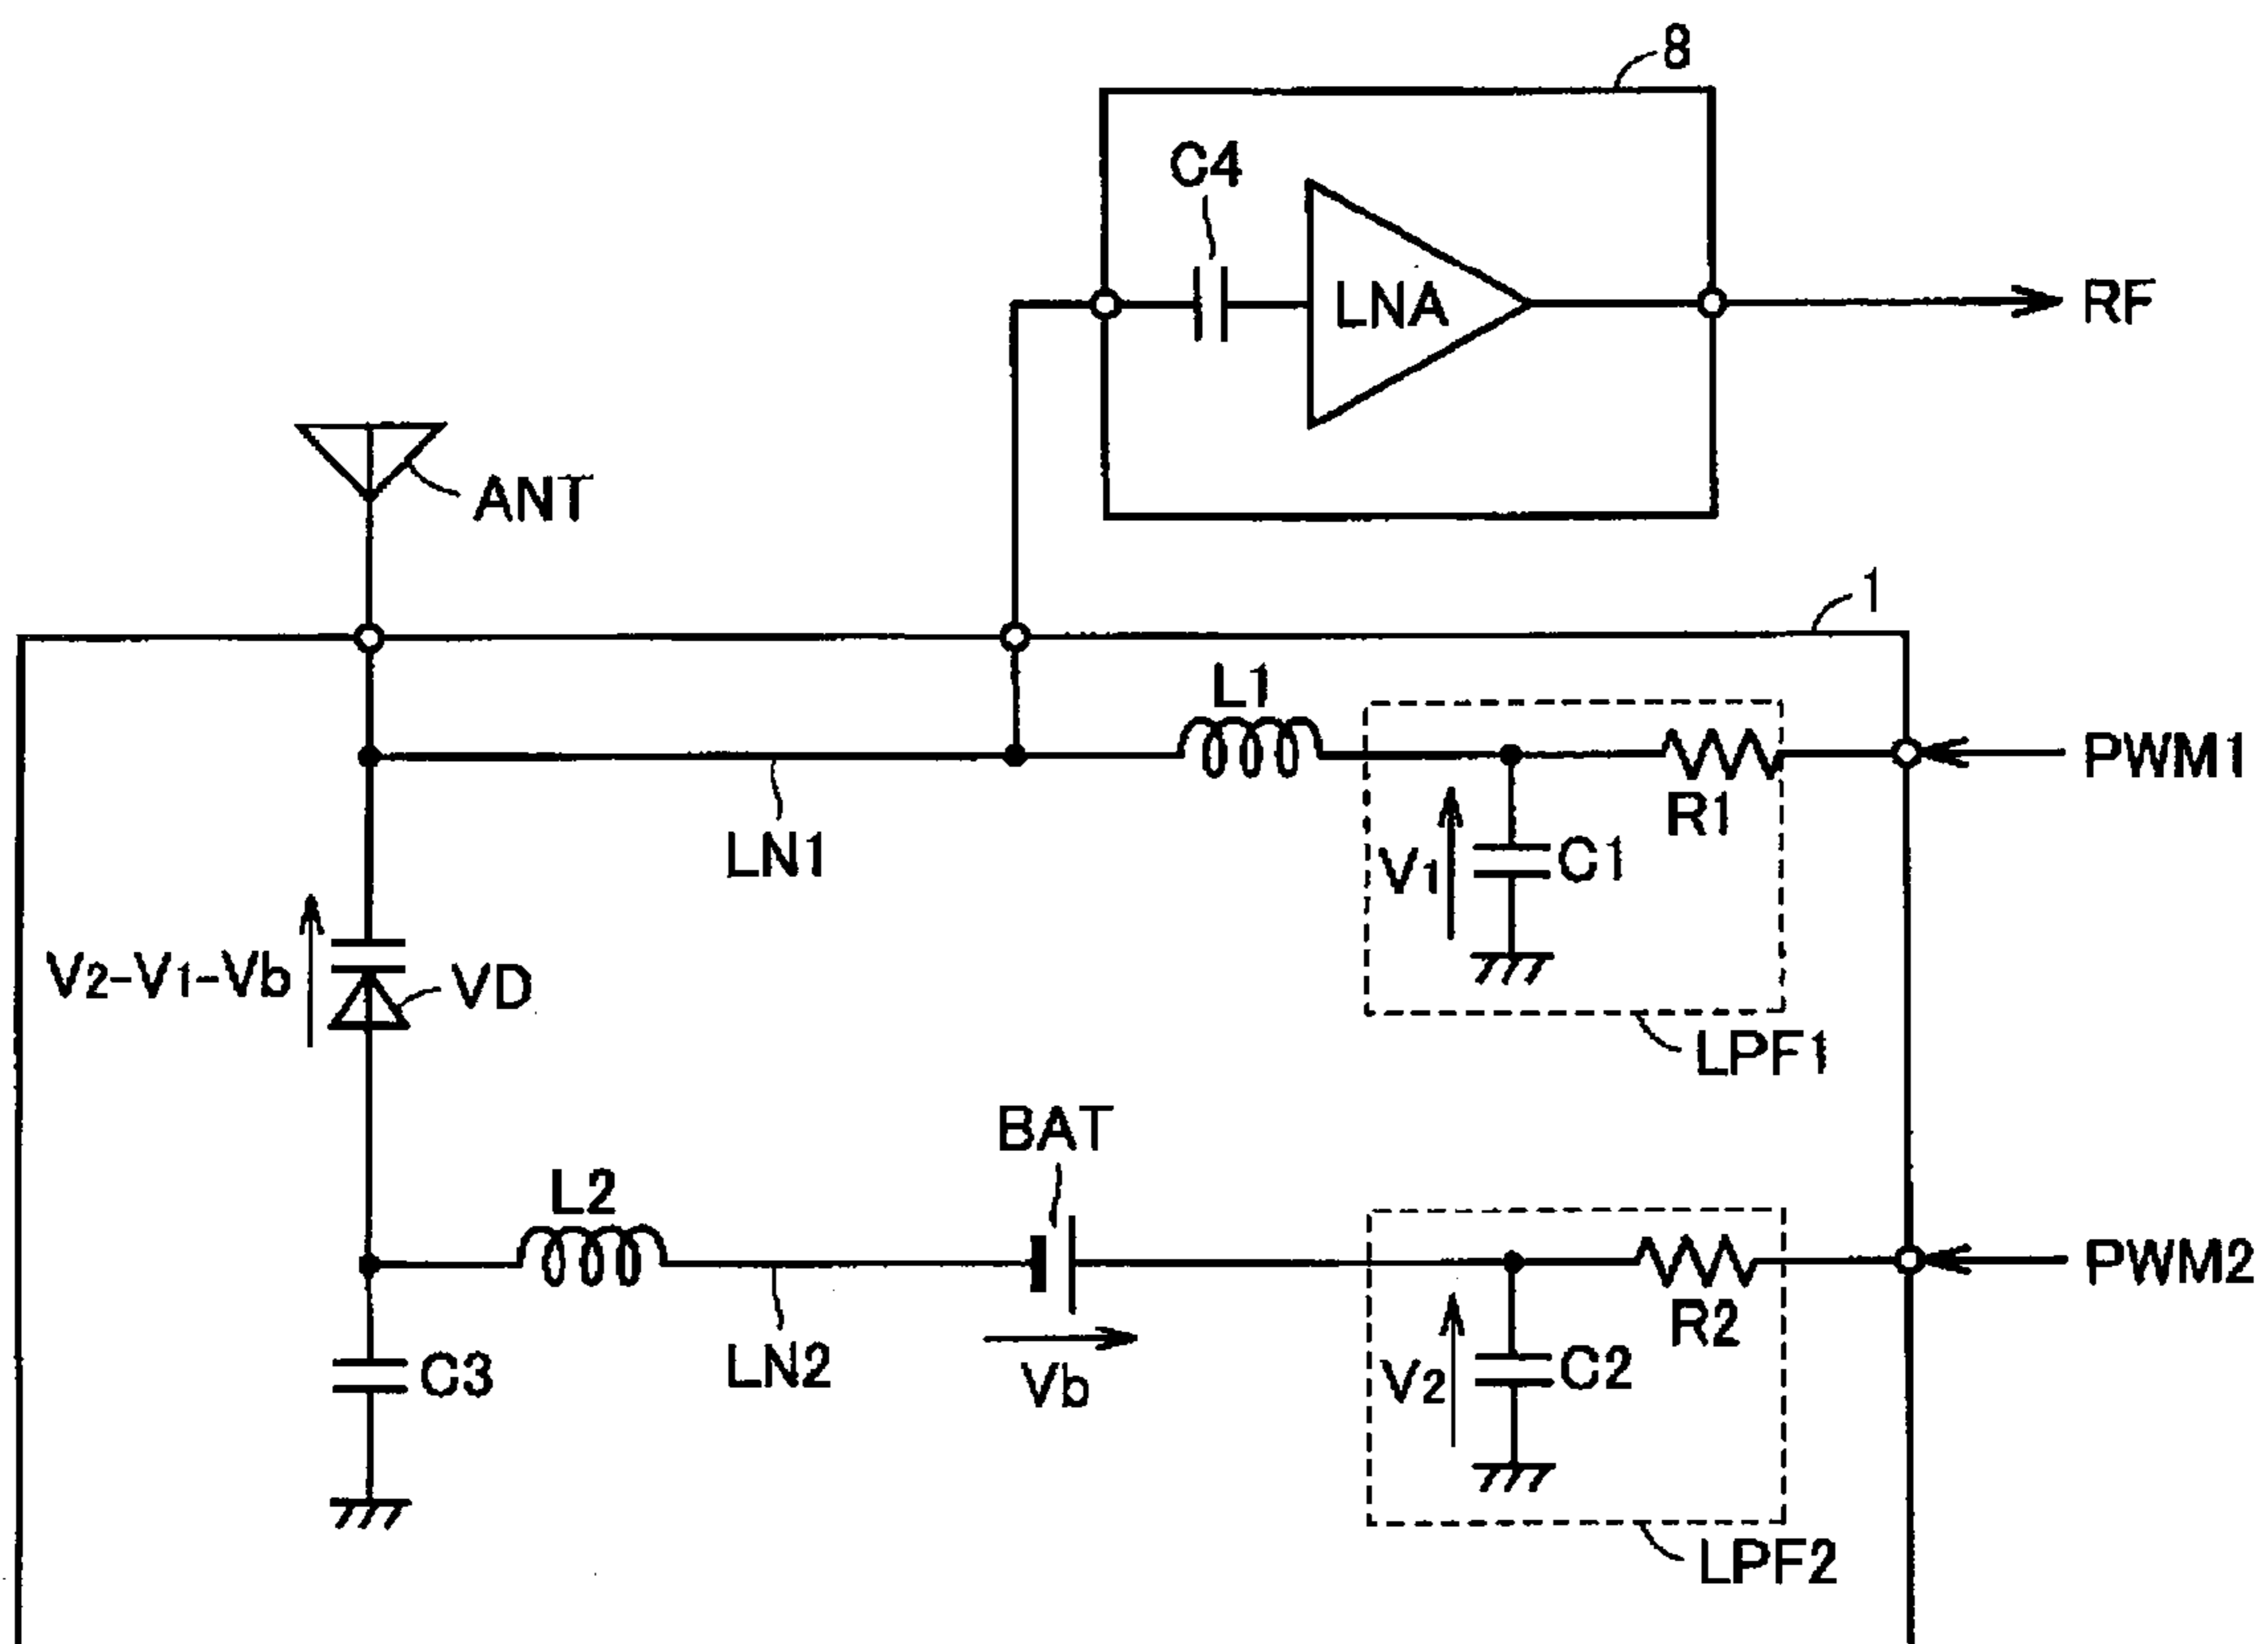 8
C4
LNA
RF
ANT
1
L1
PWM1
R1
LN1
V1
C1
V2-V1-Vb
VD
LPF1
BAT
L2
PWM2
R2
LN2
C3
Vb
V2
C2
LPF2